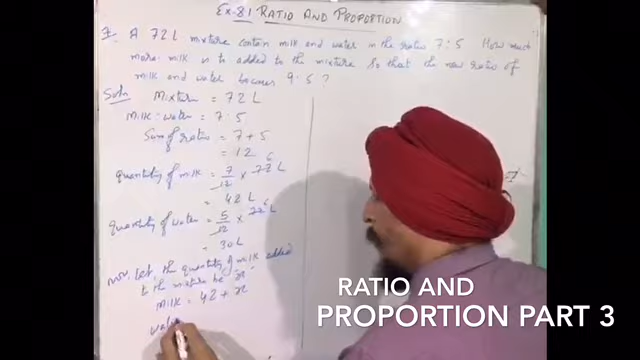 Ex-8.1 RATIO AND PROPORTION
A 72 L mixture contain milk and water in the ratio 7:5 How much
more milk is to added to the mixture So that the new ratio of
milk and water becomes 9:5 ?
Soln Mixture = 72 L
Milk : water = 7:5
Sum of ratio = 7 + 5
= 12
quantity of milk = 7/12 × 72 6 L
= 42 L
quantity of water = 5/12 × 72 6 L
= 30 L
Now, Let, the quantity of milk added
to the mixture be 'x'
Milk = 42 + x
wate
RATIO AND
PROPORTION PART 3